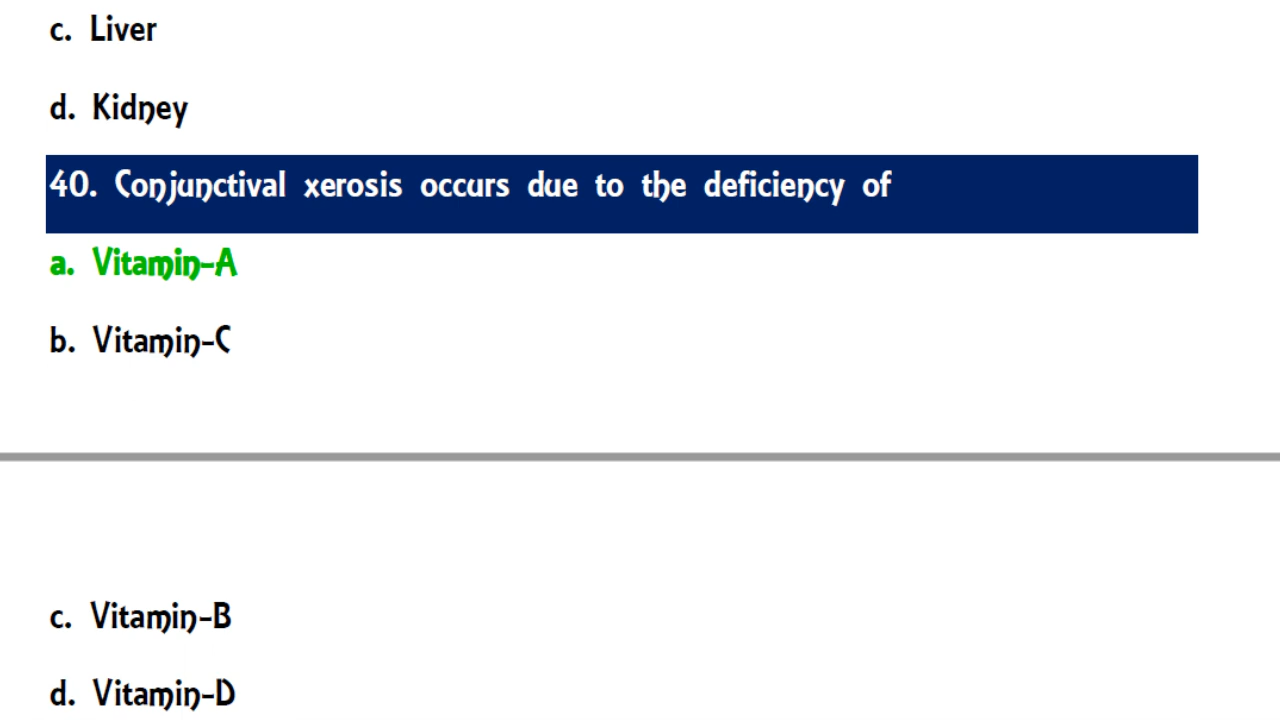 c. Liver
d. Kidney
40. Conjunctival xerosis occurs due to the deficiency of
a. Vitamin-A
b. Vitamin-C
c. Vitamin-B
d. Vitamin-D